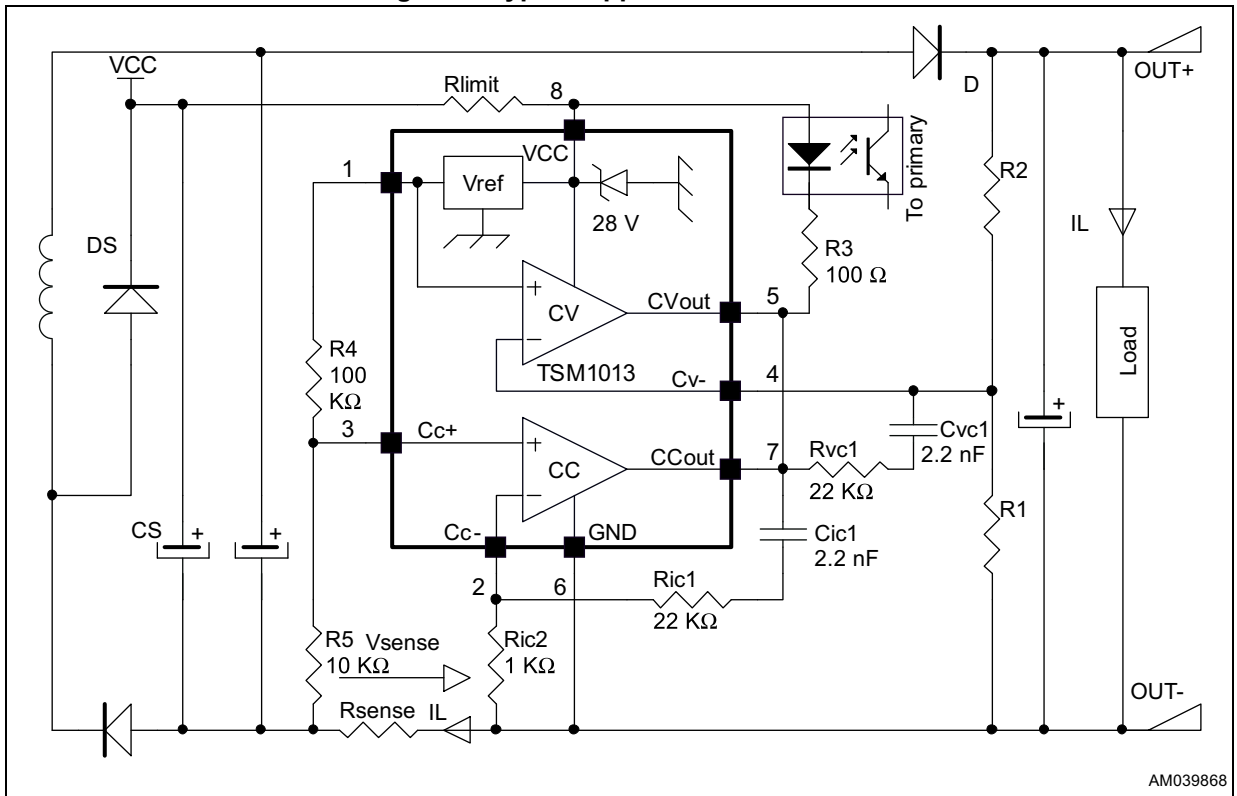 VCC
Rlimit
8
D
OUT+
1
VCC
Vref
28 V
To primary
R2
IL
DS
R3
100 Ω
+
CV
−
CVout
5
TSM1013
Cv-
4
Load
R4
100
KΩ
3
Cc+
+
CC
−
CCout
7
Rvc1
22 KΩ
Cvc1
2.2 nF
+
R1
CS
+
+
Cc-
GND
Cic1
2.2 nF
2
6
Ric1
22 KΩ
R5
10 KΩ
Vsense
Ric2
1 KΩ
Rsense
IL
OUT-
AM039868